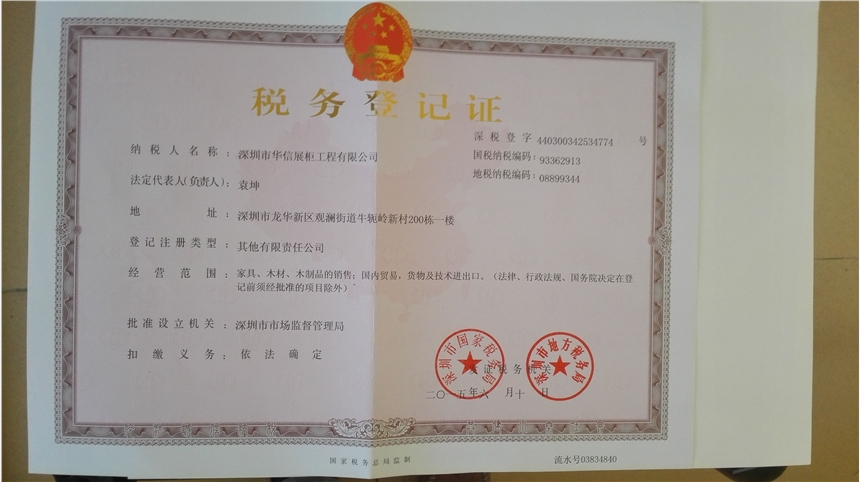 税务登记证
深税登字 440300342534774 号
国税纳税编码：93362913
地税纳税编码：08899344
纳税人名称：深圳市华信展柜工程有限公司
法定代表人(负责人)：袁坤
地址：深圳市龙华新区观澜街道牛轭岭新村200栋一楼
登记注册类型：其他有限责任公司
经营范围：家具、木材、木制品的销售；国内贸易，货物及技术进出口。（法律、行政法规、国务院决定在登
记前须经批准的项目除外）
批准设立机关：深圳市市场监督管理局
扣缴义务：依法确定
深圳市国家税务局
深圳市地方税务局
证税务机关
二〇 五年六 月十 日
国家税务总局监制
流水号03834840